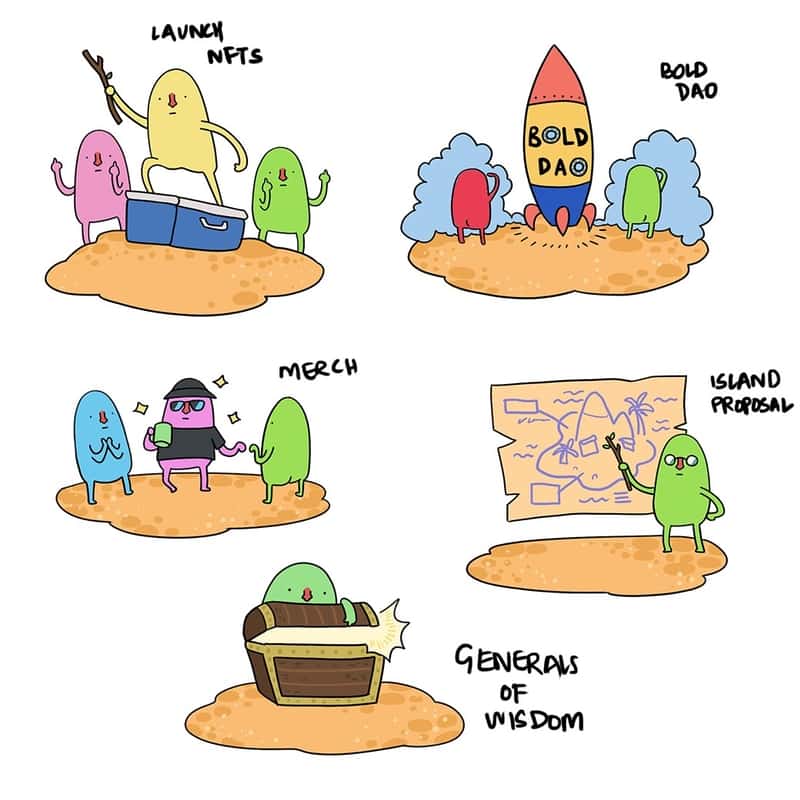 LAUNCH
NFTS
BOLD
DAO
BOLD
DAO
MERCH
ISLAND
PROPOSAL
GENERALS
OF
WISDOM